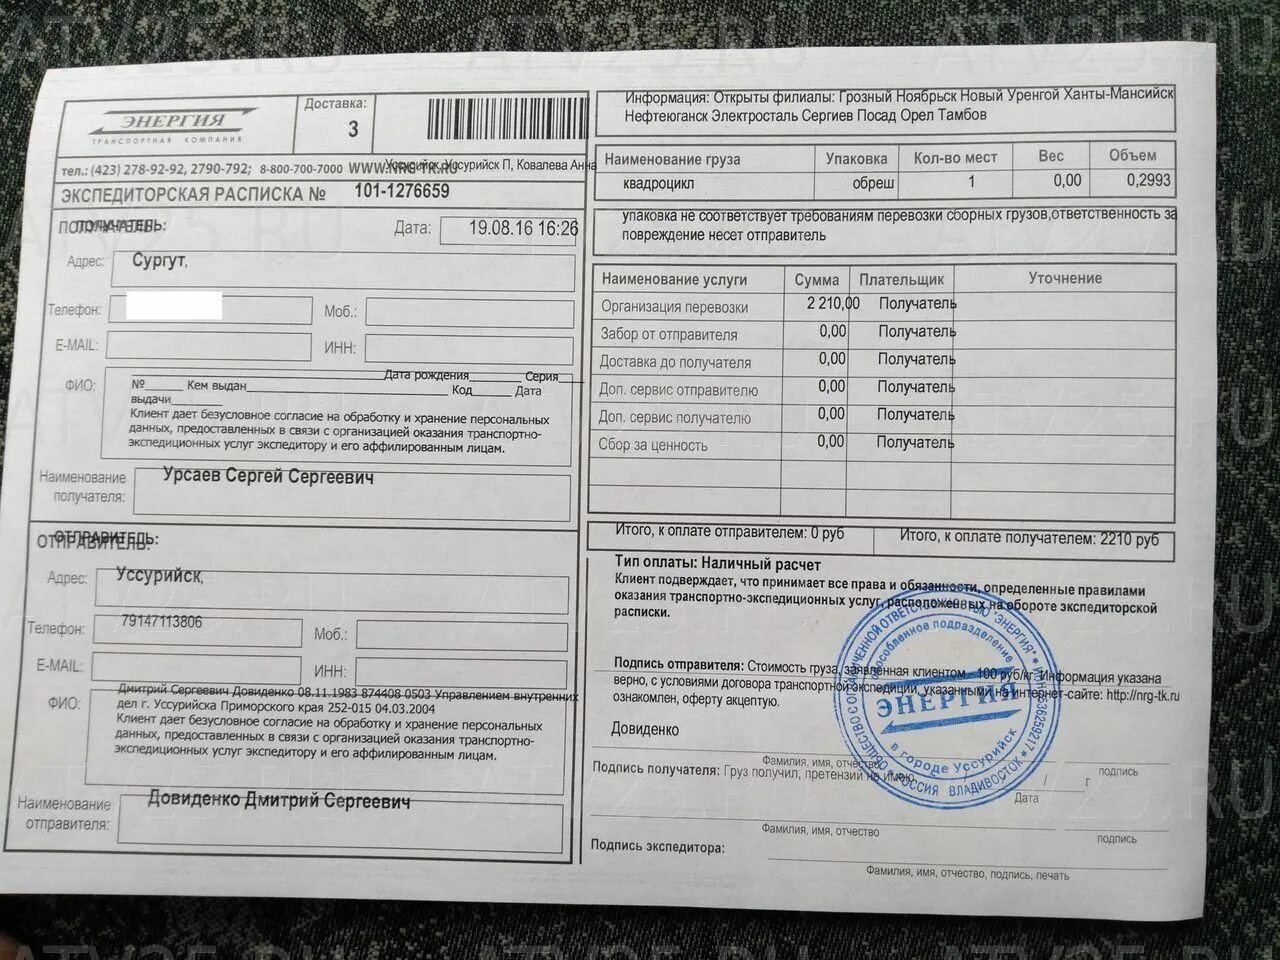 ЭНЕРГИЯ
ТРАНСПОРТНАЯ КОМПАНИЯ
Доставка:
3
тел.: (423) 278-92-92, 2790-792; 8-800-700-7000 WWW.NRG-TK.RU
Уссурийск, Уссурийск П, Ковалева Анна
ЭКСПЕДИТОРСКАЯ РАСПИСКА № 101-1276659
ПОЛУЧАТЕЛЬ:
Дата: 19.08.16 16:26
Адрес: Сургут,
Телефон:
Моб.:
E-MAIL:
ИНН:
ФИО:
Дата рождения Серия
№ Кем выдан Код Дата
выдачи
Клиент дает безусловное согласие на обработку и хранение персональных
данных, предоставленных в связи с организацией оказания транспортно-
экспедиционных услуг экспедитору и его аффилированным лицам.
Наименование
получателя:
Урсаев Сергей Сергеевич
ОТПРАВИТЕЛЬ:
ОТПРАВИТЕЛЬ:
Адрес: Уссурийск,
Телефон: 79147113806
Моб.:
E-MAIL:
ИНН:
ФИО:
Дмитрий Сергеевич Довиденко 08.11.1983 874408 0503 Управлением внутренних
дел г. Уссурийска Приморского края 252-015 04.03.2004
Клиент дает безусловное согласие на обработку и хранение персональных
данных, предоставленных в связи с организацией оказания транспортно-
экспедиционных услуг экспедитору и его аффилированным лицам.
Наименование
отправителя:
Довиденко Дмитрий Сергеевич
Информация: Открыты филиалы: Грозный Ноябрьск Новый Уренгой Ханты-Мансийск
Нефтеюганск Электросталь Сергиев Посад Орел Тамбов
Наименование груза Упаковка Кол-во мест Вес Объем
квадроцикл обреш 1 0,00 0,2993
упаковка не соответствует требованиям перевозки сборных грузов,ответственность за
повреждение несет отправитель
Наименование услуги Сумма Плательщик Уточнение
Организация перевозки 2 210,00 Получатель
Забор от отправителя 0,00 Получатель
Доставка до получателя 0,00 Получатель
Доп. сервис отправителю 0,00 Получатель
Доп. сервис получателю 0,00 Получатель
Сбор за ценность 0,00 Получатель
Итого, к оплате отправителем: 0 руб Итого, к оплате получателем: 2210 руб
Тип оплаты: Наличный расчет
Клиент подтверждает, что принимает все права и обязанности, определенные правилами
оказания транспортно-экспедиционных услуг, расположенных на обороте экспедиторской
расписки.
Подпись отправителя: Стоимость груза, заявленная клиентом - 100 руб/кг. Информация указана
верно, с условиями договора транспортной экспедиции, указанными на интернет-сайте: http://nrg-tk.ru
ознакомлен, оферту акцептую.
Довиденко
Фамилия, имя, отчество
подпись
Подпись получателя: Груз получил, претензий не имею.
/ / г
Дата
Фамилия, имя, отчество
подпись
Подпись экспедитора:
Фамилия, имя, отчество, подпись, печать
ОБЩЕСТВО С ОГРАНИЧЕННОЙ ОТВЕТСТВЕННОСТЬЮ "ЭНЕРГИЯ"
РОССИЯ ВЛАДИВОСТОК
обособленное подразделение
ЭНЕРГИЯ
в городе Уссурийск
ATV25.RU